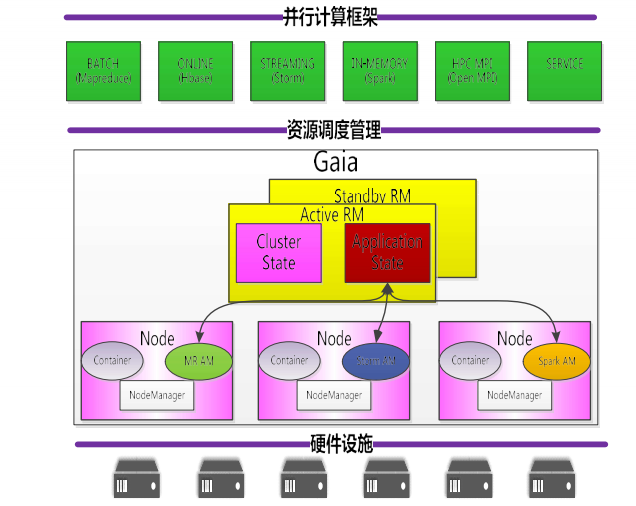 并行计算框架
BATCH
(Mapreduce)
ONLINE
(Hbase)
STREAMING
(Storm)
IN-MEMORY
(Spark)
HPC MPI
(Open MPI)
SERVICE
资源调度管理
Gaia
Standby RM
Active RM
Cluster
State
Application
State
Node
Container
MR AM
NodeManager
Node
Container
Storm AM
NodeManager
Node
Container
Spark AM
NodeManager
硬件设施